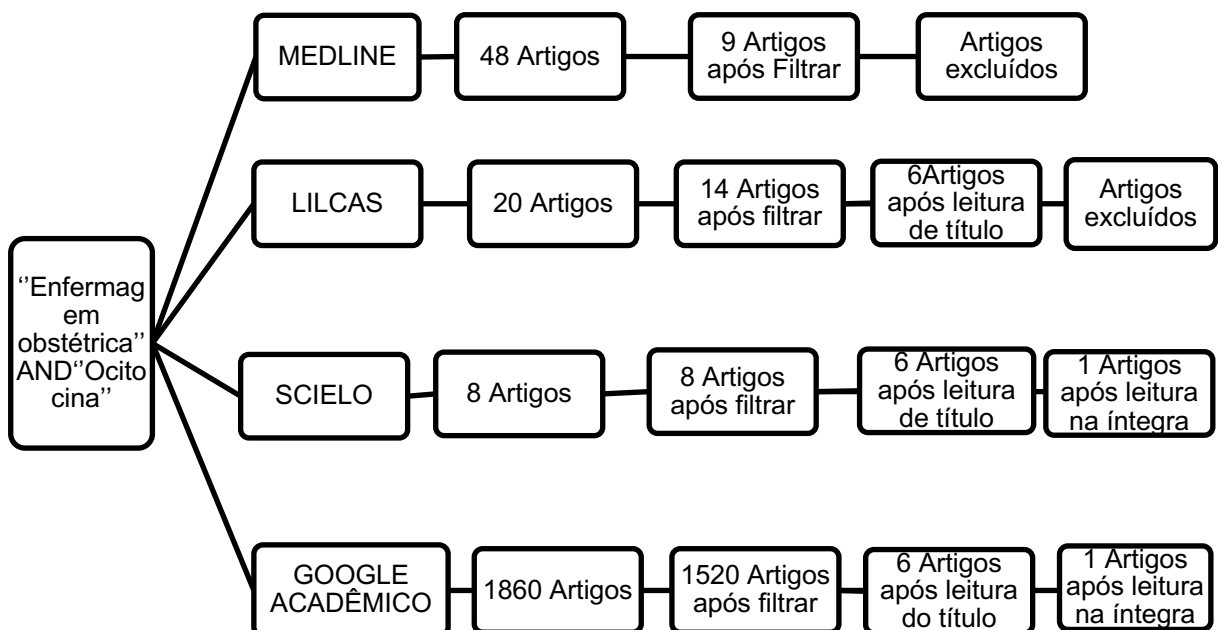 ‘’Enfermag
em
obstétrica’’
AND‘’Ocito
cina’’
MEDLINE
48 Artigos
9 Artigos
após Filtrar
Artigos
excluídos
LILCAS
20 Artigos
14 Artigos
após filtrar
6Artigos
após leitura
de título
Artigos
excluídos
SCIELO
8 Artigos
8 Artigos
após filtrar
6 Artigos
após leitura
de título
1 Artigos
após leitura
na íntegra
GOOGLE
ACADÊMICO
1860 Artigos
1520 Artigos
após filtrar
6 Artigos
após leitura
do título
1 Artigos
após leitura
na íntegra